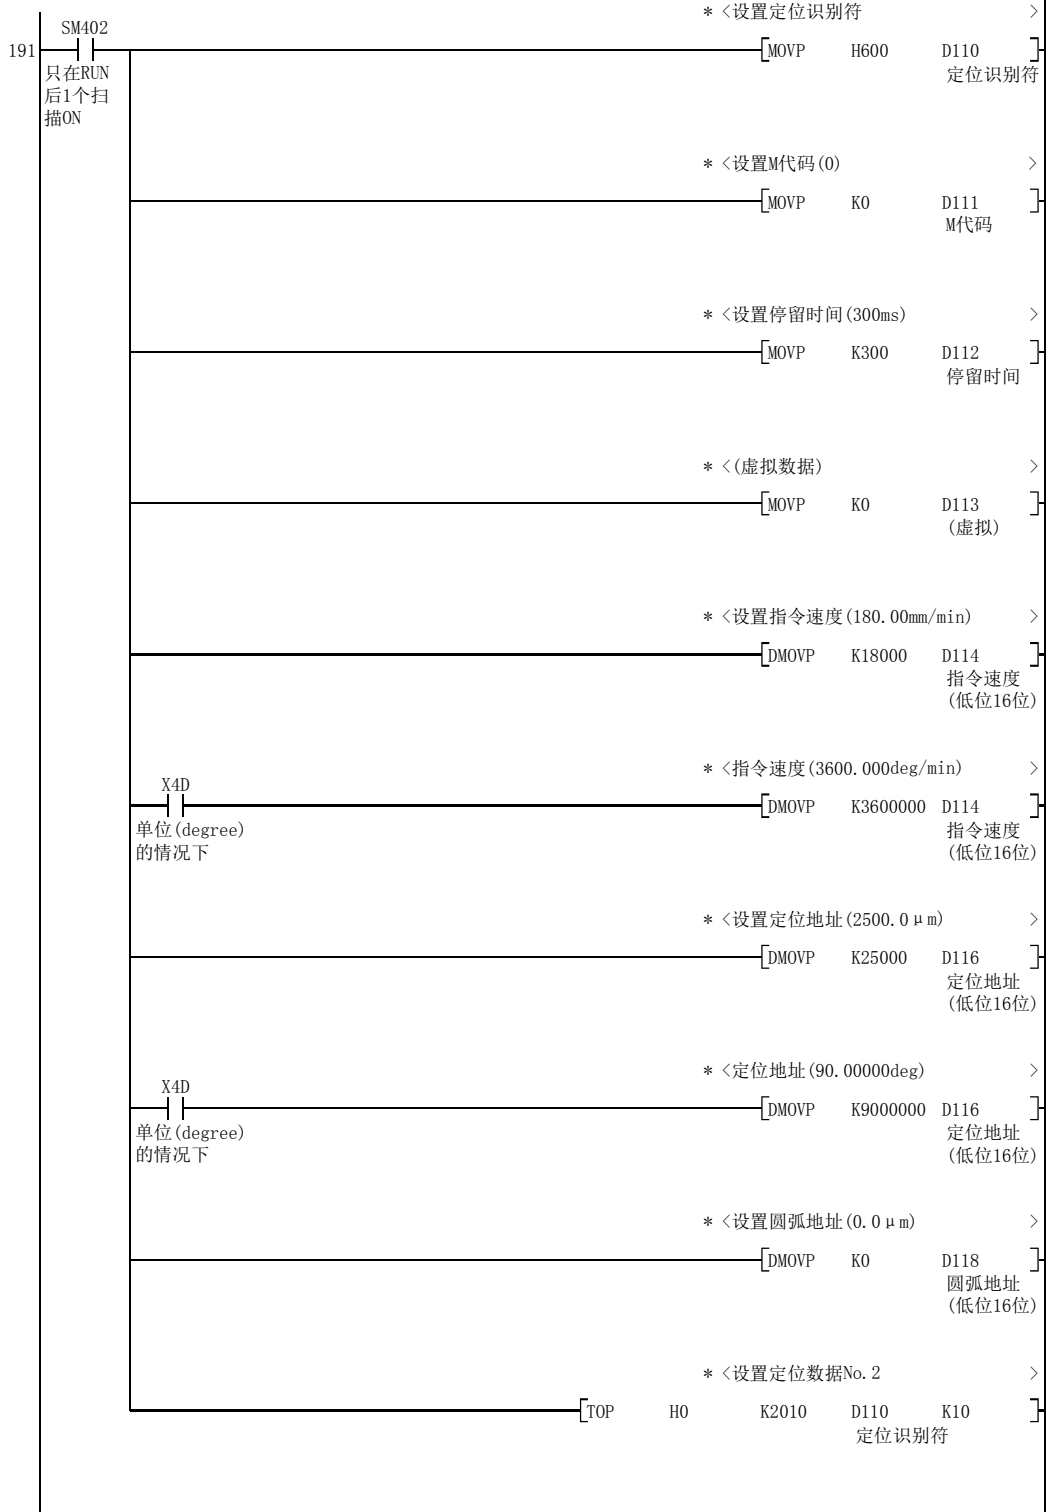 * <设置定位识别符 >
SM402
191
MOVP H600 D110
只在RUN
后1个扫
描ON
定位识别符
* <设置M代码(0) >
MOVP K0 D111
M代码
* <设置停留时间(300ms) >
MOVP K300 D112
停留时间
* <(虚拟数据) >
MOVP K0 D113
(虚拟)
* <设置指令速度(180.00mm/min) >
DMOVP K18000 D114
指令速度
(低位16位)
* <指令速度(3600.000deg/min) >
X4D
DMOVP K3600000 D114
单位(degree)
的情况下
指令速度
(低位16位)
* <设置定位地址(2500.0μm) >
DMOVP K25000 D116
定位地址
(低位16位)
* <定位地址(90.00000deg) >
X4D
DMOVP K9000000 D116
单位(degree)
的情况下
定位地址
(低位16位)
* <设置圆弧地址(0.0μm) >
DMOVP K0 D118
圆弧地址
(低位16位)
* <设置定位数据No.2 >
TOP H0 K2010 D110 K10
定位识别符